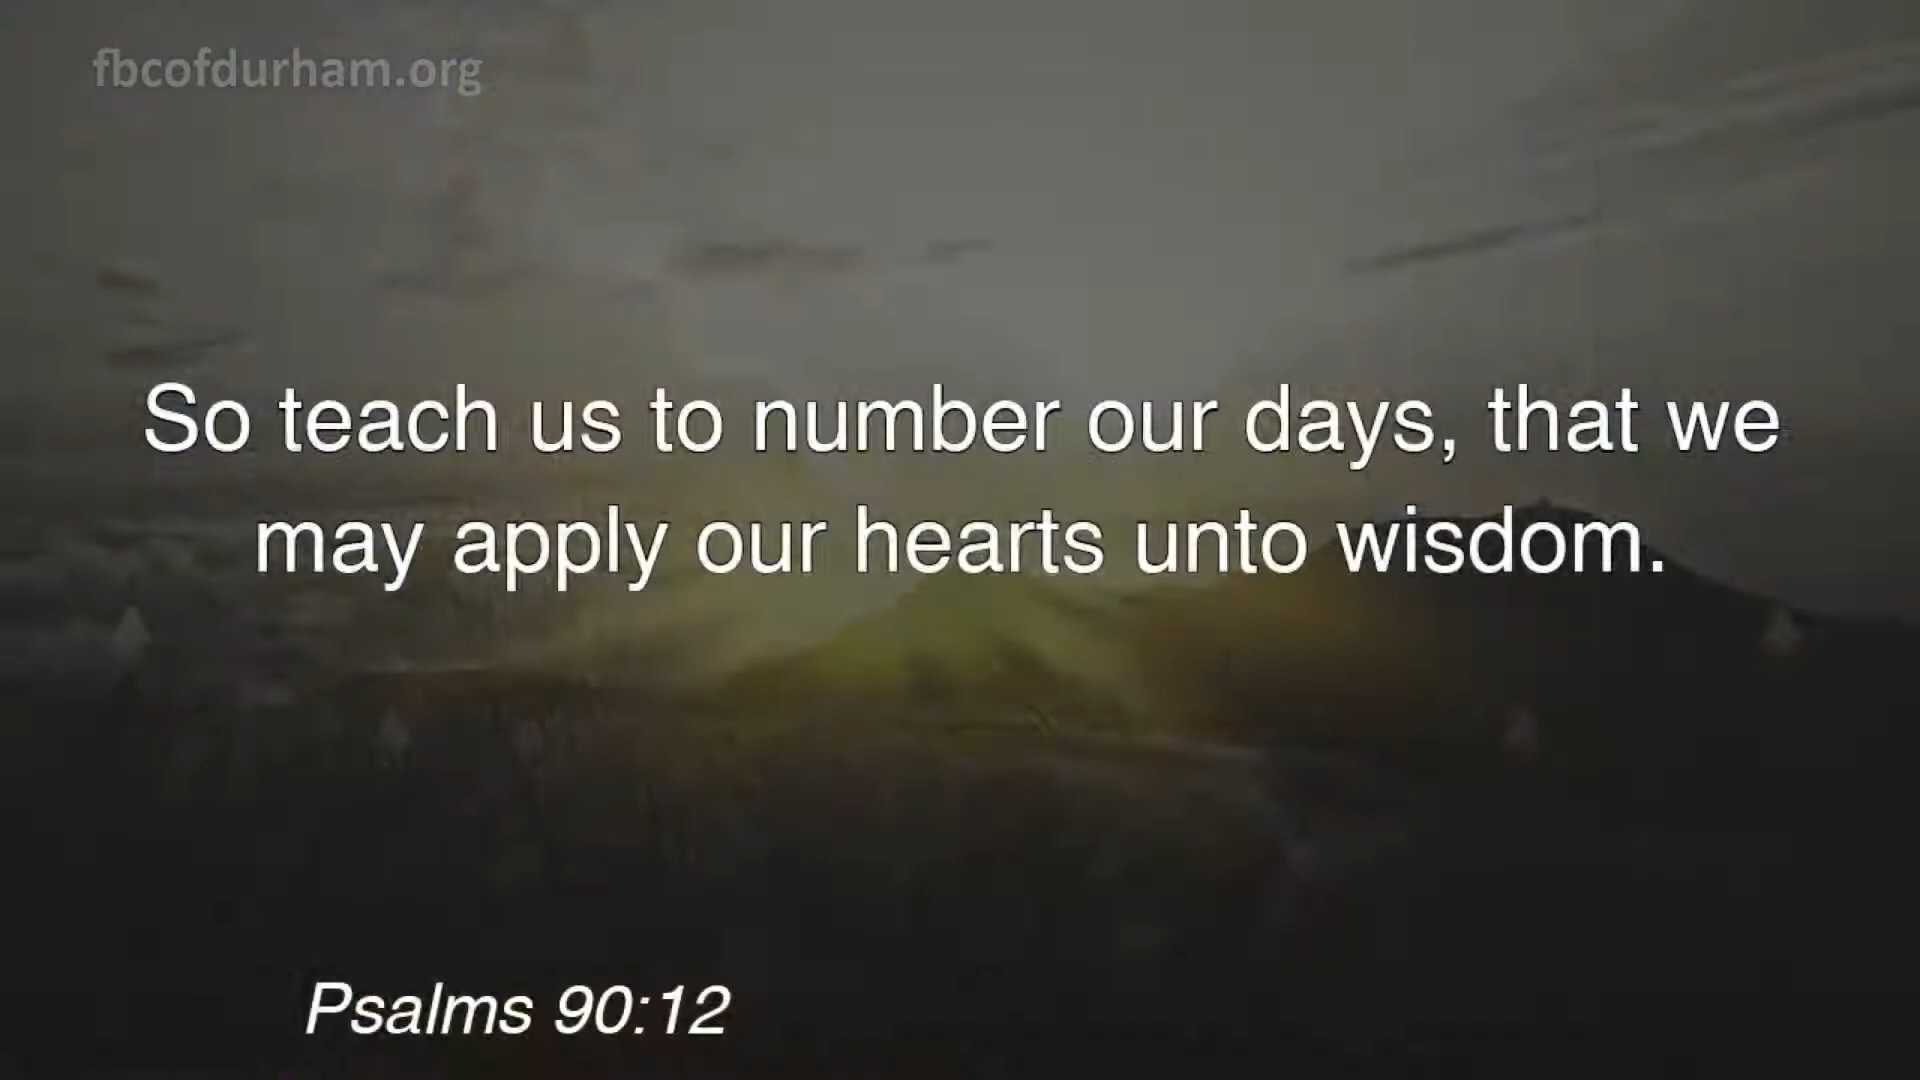 fbcofdurham.org
So teach us to number our days, that we
may apply our hearts unto wisdom.
Psalms 90:12